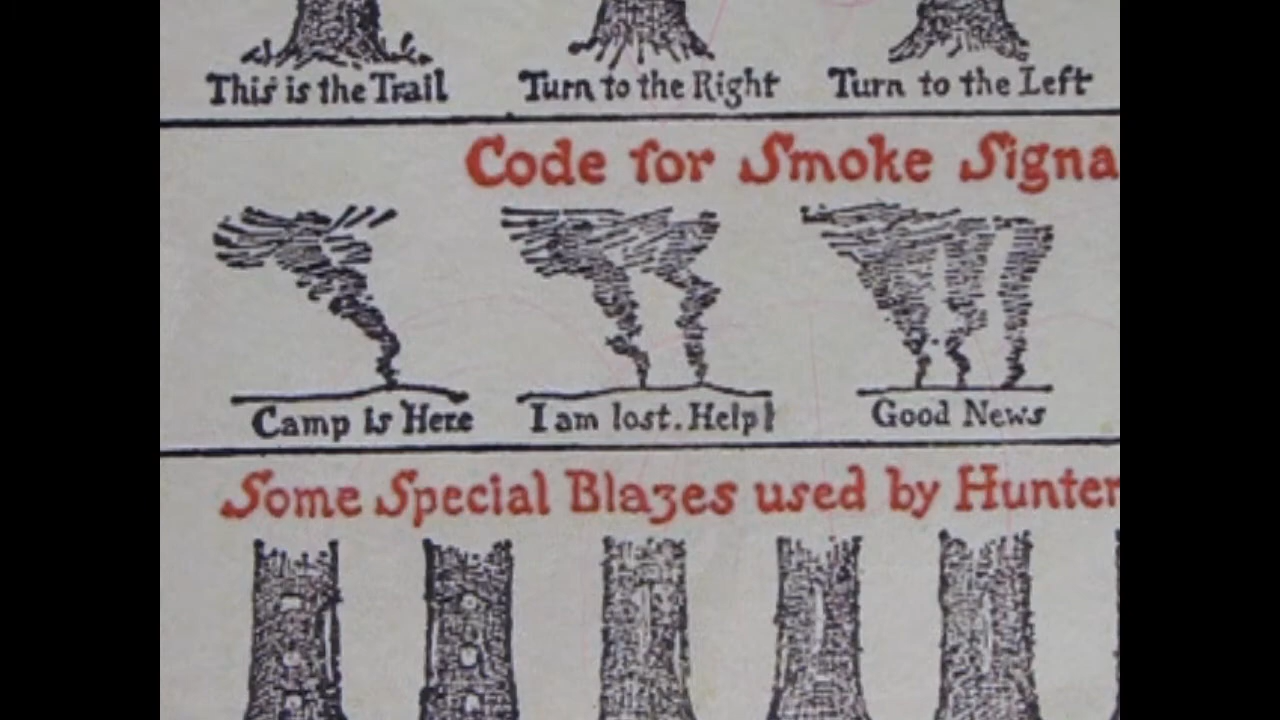 This is the Trail
Turn to the Right
Turn to the Left
Code for Smoke Signa
Camp is Here
I am lost. Help!
Good News
Some Special Blazes used by Hunter